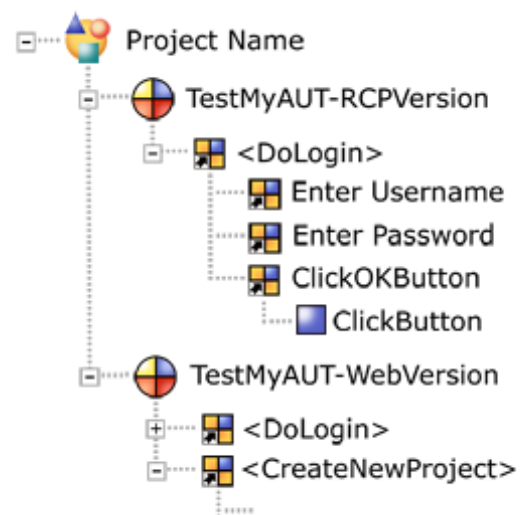 Project Name
TestMyAUT-RCPVersion
<DoLogin>
Enter Username
Enter Password
ClickOKButton
ClickButton
TestMyAUT-WebVersion
<DoLogin>
<CreateNewProject>